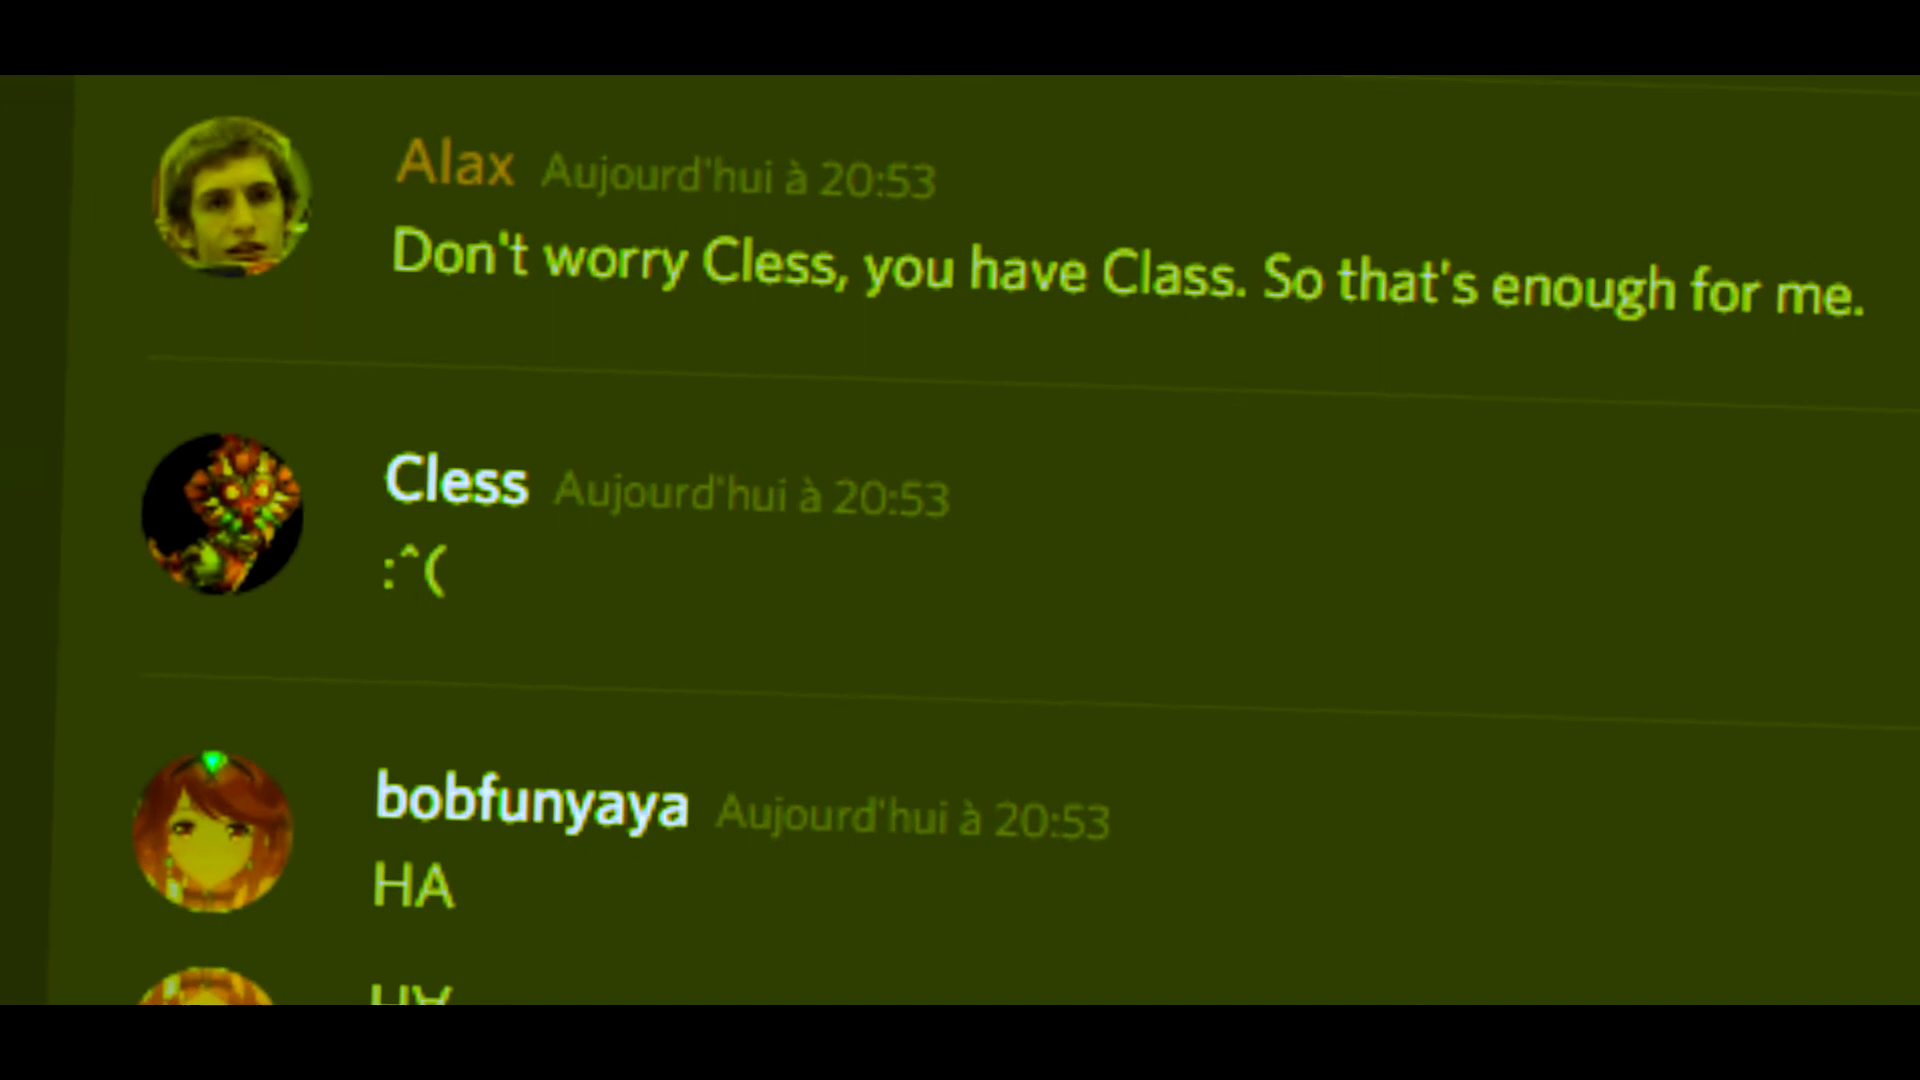 Alax Aujourd'hui à 20:53
Don't worry Cless, you have Class. So that's enough for me.
Cless Aujourd'hui à 20:53
:^(
bobfunyaya Aujourd'hui à 20:53
HA